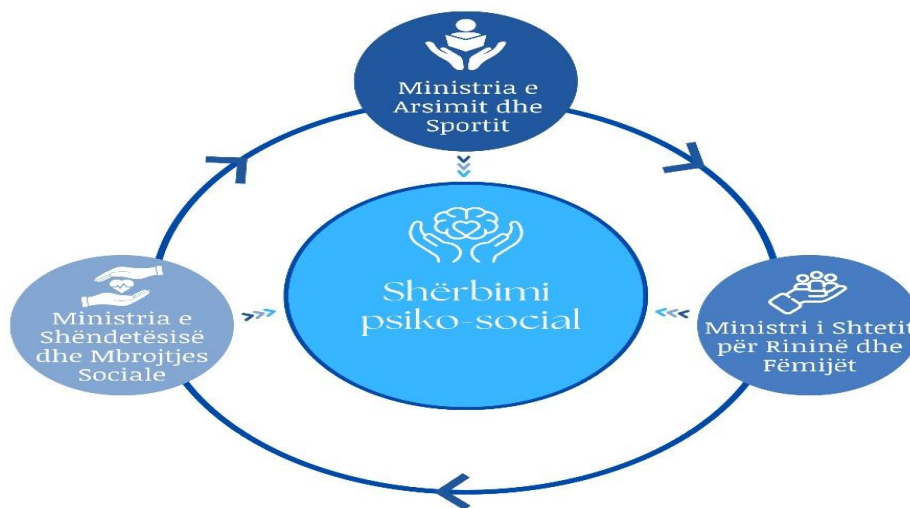 Ministria e
Arsimit dhe
Sportit
Shërbimi
psiko-social
Ministria e
Shëndetësisë
dhe Mbrojtjes
Sociale
Ministri i Shtetit
për Rininë dhe
Fëmijët